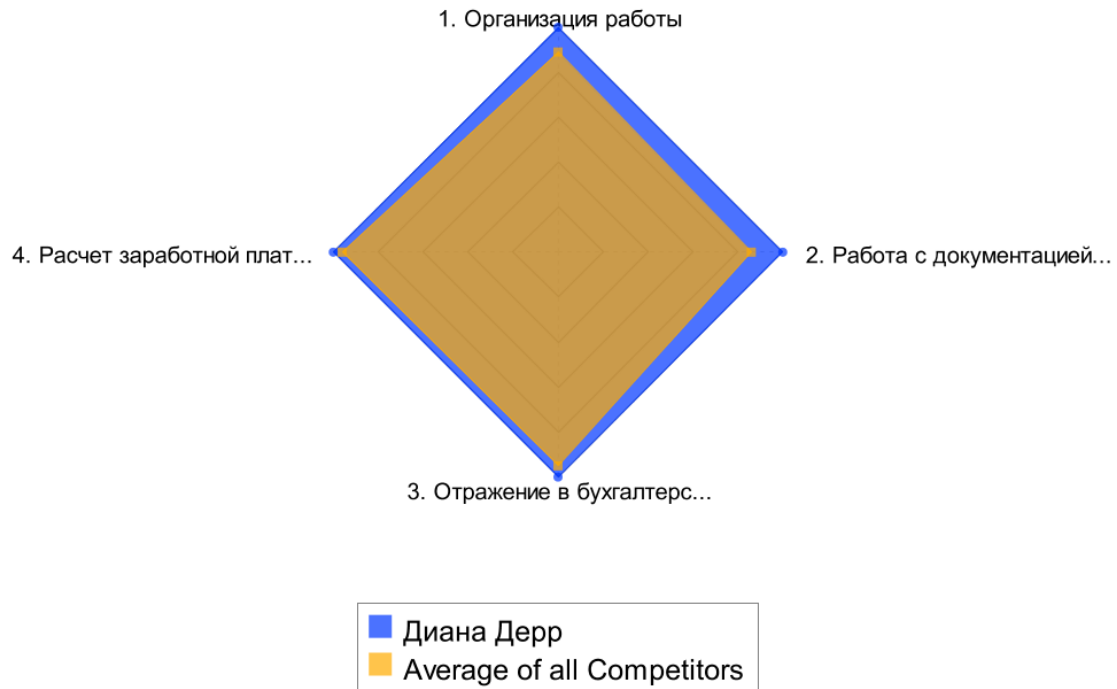 1. Организация работы
4. Расчет заработной плат...
2. Работа с документацией...
3. Отражение в бухгалтерс...
Диана Дерр
Average of all Competitors